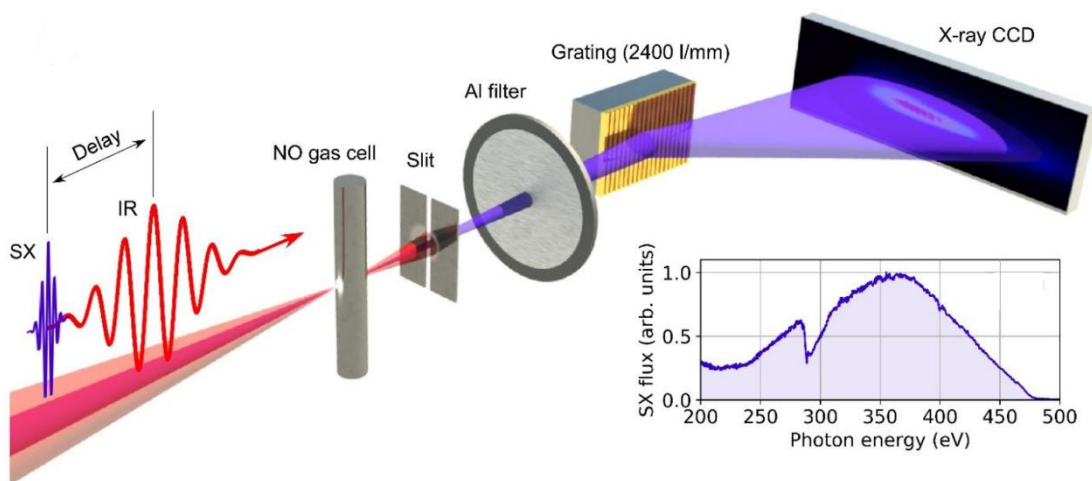 X-ray CCD
Grating (2400 l/mm)
Al filter
Delay
NO gas cell
Slit
IR
SX
SX flux (arb. units)
1.0
0.5
0.0
200 250 300 350 400 450 500
Photon energy (eV)